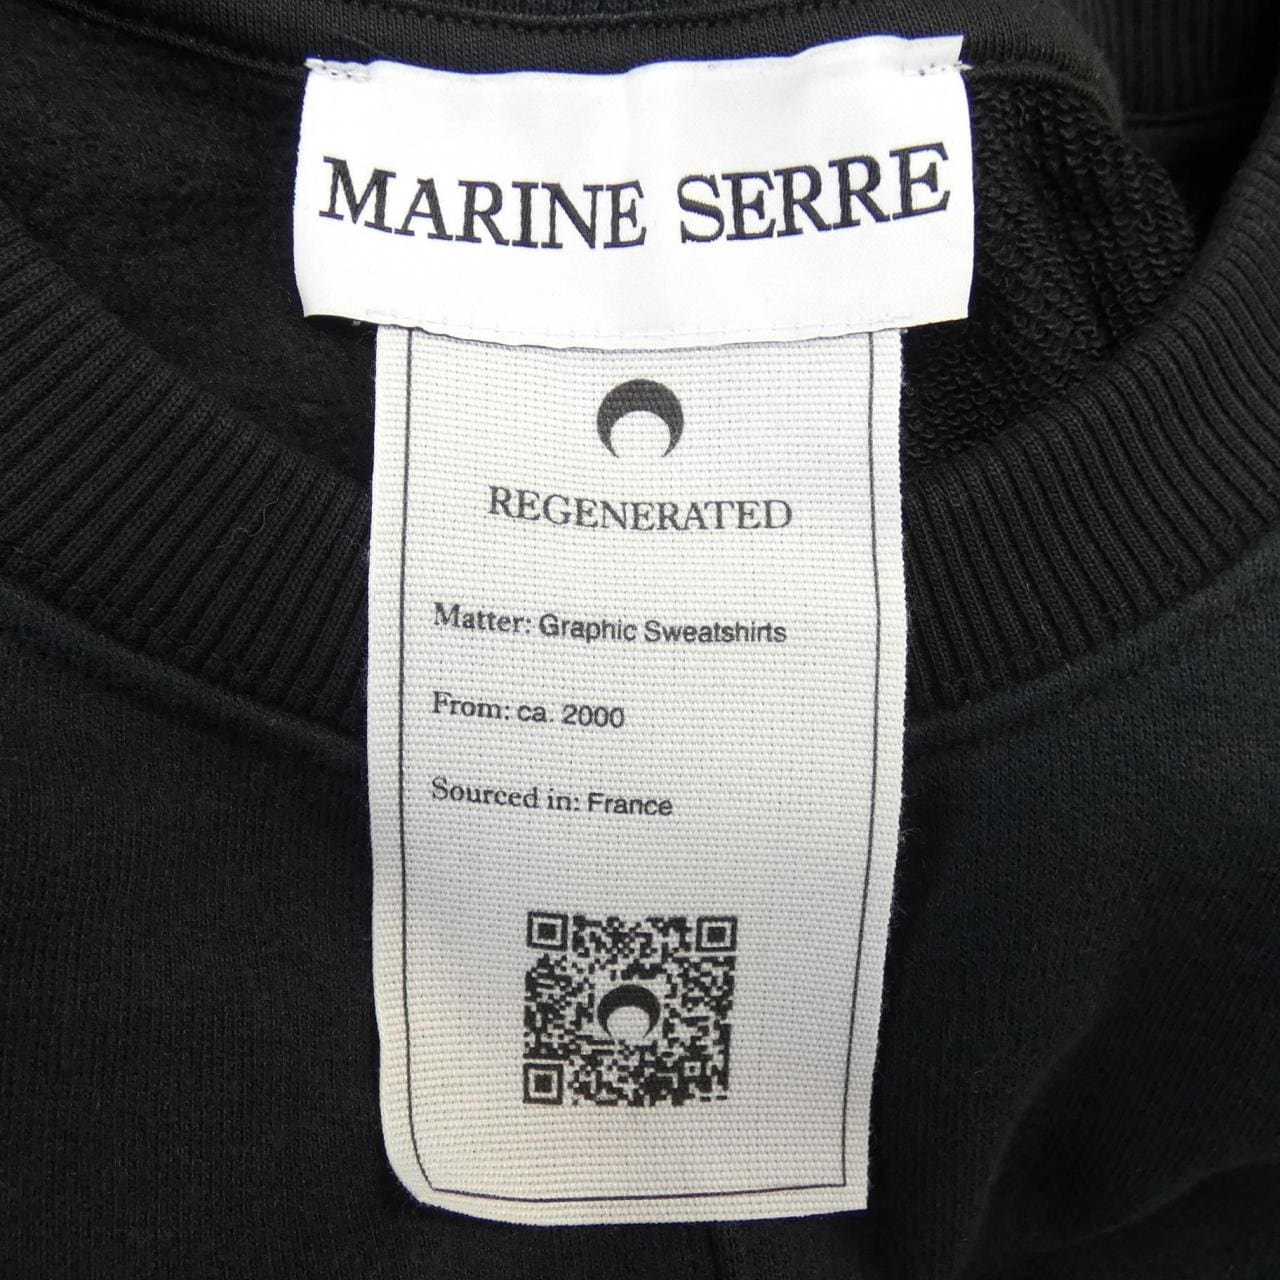 MARINE SERRE
REGENERATED
Matter: Graphic Sweatshirts
From: ca. 2000
Sourced in: France